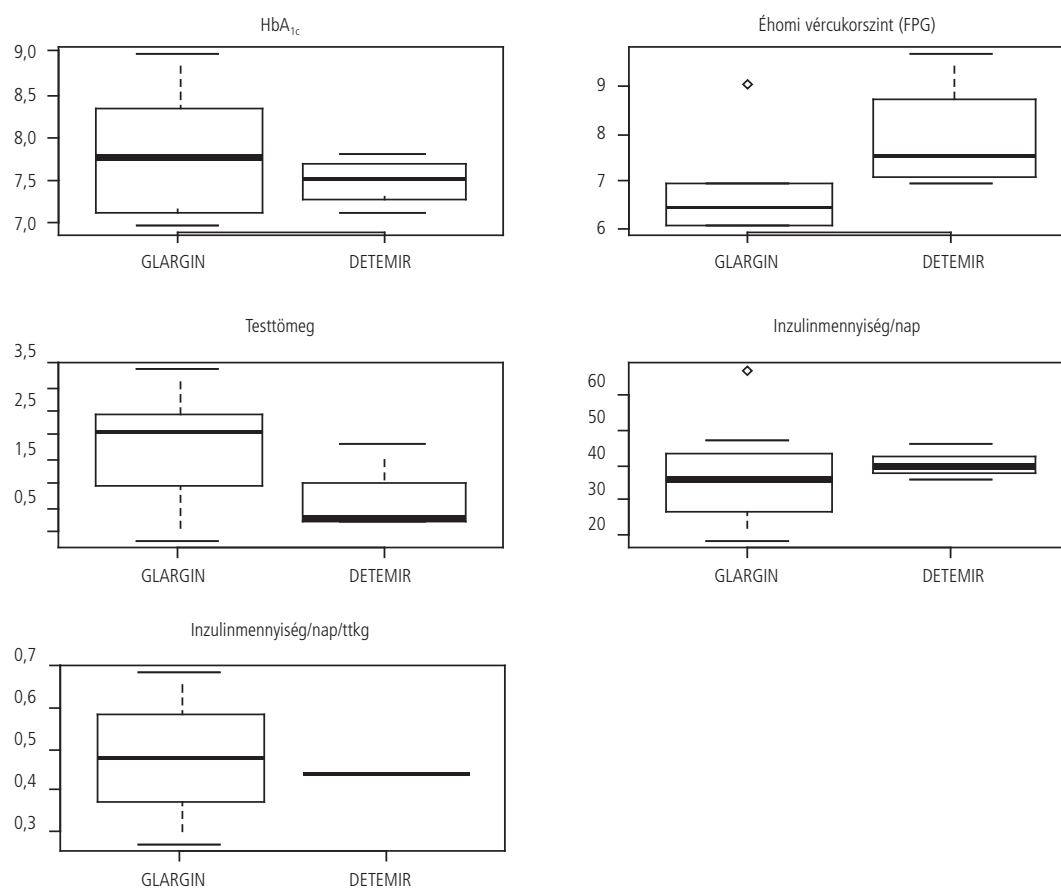 HbA1c
9,0
8,5
8,0
7,5
7,0
GLARGIN DETEMIR
Éhomi vércukorszint (FPG)
9
8
7
6
GLARGIN DETEMIR
Testtömeg
3,5
2,5
1,5
0,5
GLARGIN DETEMIR
Inzulinmennyiség/nap
60
50
40
30
20
GLARGIN DETEMIR
Inzulinmennyiség/nap/ttkg
0,7
0,6
0,5
0,4
0,3
GLARGIN DETEMIR